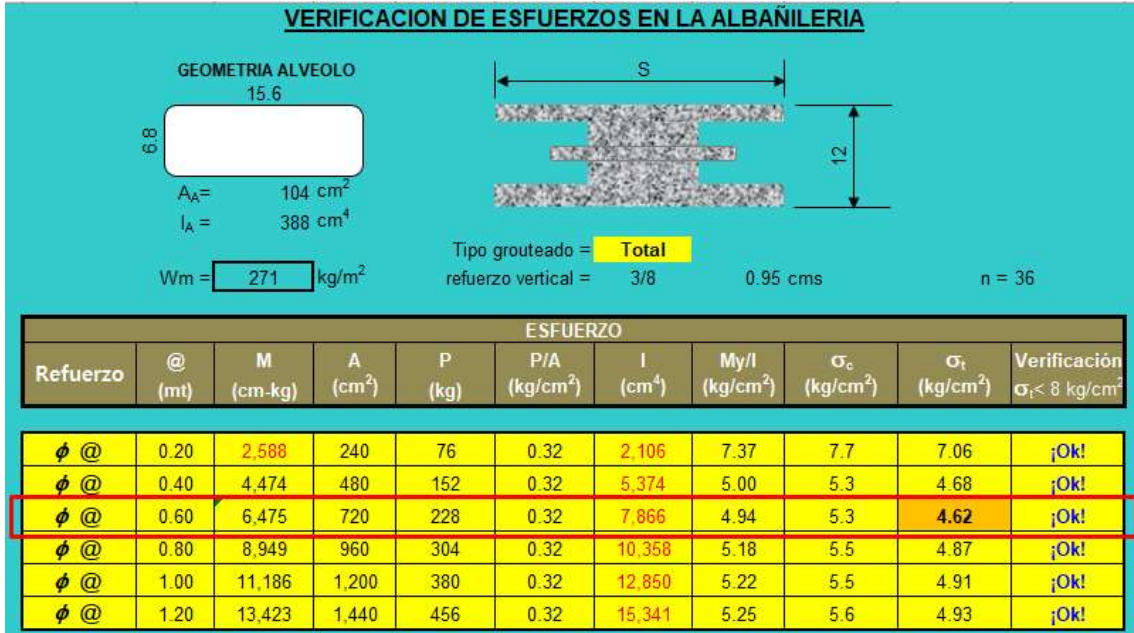 VERIFICACION DE ESFUERZOS EN LA ALBAÑILERIA
GEOMETRIA ALVEOLO
15.6
6.8
A_A= 104 cm²
I_A = 388 cm⁴
S
12
Tipo grouteado = Total
Wm = 271 kg/m² refuerzo vertical = 3/8 0.95 cms n = 36
ESFUERZO
Refuerzo @ (mt) M (cm-kg) A (cm²) P (kg) P/A (kg/cm²) I (cm⁴) My/I (kg/cm²) σc (kg/cm²) σt (kg/cm²) Verificación σt< 8 kg/cm²
ϕ @ 0.20 2,588 240 76 0.32 2,106 7.37 7.7 7.06 ¡Ok!
ϕ @ 0.40 4,474 480 152 0.32 5,374 5.00 5.3 4.68 ¡Ok!
ϕ @ 0.60 6,475 720 228 0.32 7,866 4.94 5.3 4.62 ¡Ok!
ϕ @ 0.80 8,949 960 304 0.32 10,358 5.18 5.5 4.87 ¡Ok!
ϕ @ 1.00 11,186 1,200 380 0.32 12,850 5.22 5.5 4.91 ¡Ok!
ϕ @ 1.20 13,423 1,440 456 0.32 15,341 5.25 5.6 4.93 ¡Ok!